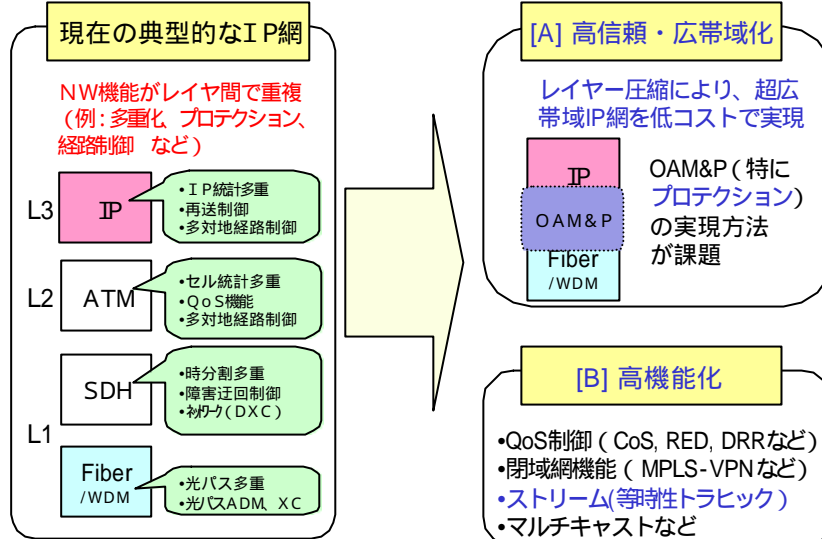 現在の典型的なIP網
NW機能がレイヤ間で重複
(例:多重化、プロテクション、
経路制御 など)
L3
IP
•IP統計多重
•再送制御
•多対地経路制御
L2
ATM
•セル統計多重
•QoS機能
•多対地経路制御
L1
SDH
•時分割多重
•障害迂回制御
•ネットワーク(DXC)
Fiber
/WDM
•光パス多重
•光パスADM、XC
[A] 高信頼・広帯域化
レイヤー圧縮により、超広
帯域IP網を低コストで実現
IP
OAM&P
Fiber
/WDM
OAM&P(特に
プロテクション)
の実現方法
が課題
[B] 高機能化
•QoS制御(CoS, RED, DRRなど)
•閉域網機能(MPLS-VPNなど)
•ストリーム(等時性トラヒック)
•マルチキャストなど